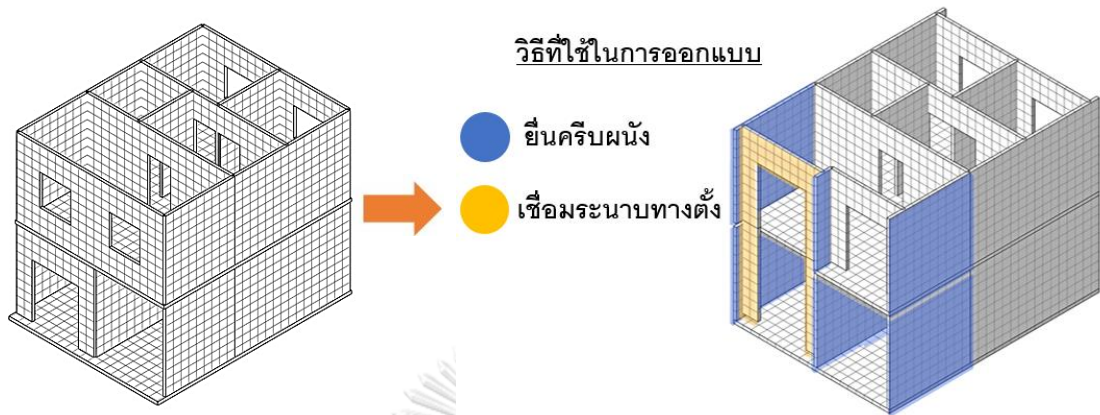 วิธีที่ใช้ในการออกแบบ
ยื่นครีบผนัง
เชื่อมระนาบทางตั้ง